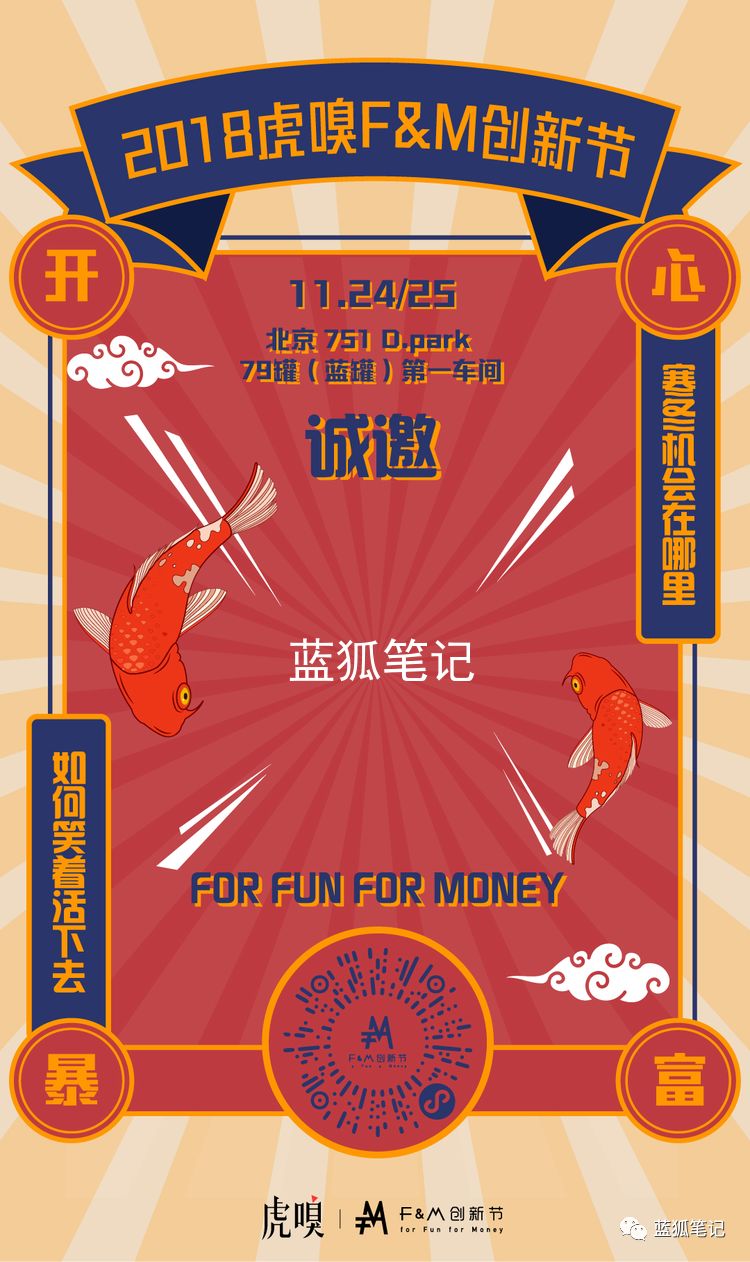 2018虎嗅F&M创新节
开
心
11.24/25
北京 751 D.park
79罐（蓝罐）第一车间
诚邀
寒冬机会在哪里
蓝狐笔记
如何笑着活下去
FOR FUN FOR MONEY
F&M创新节
for Fun for Money
暴
富
虎嗅
F&M创新节
for Fun for Money
蓝狐笔记